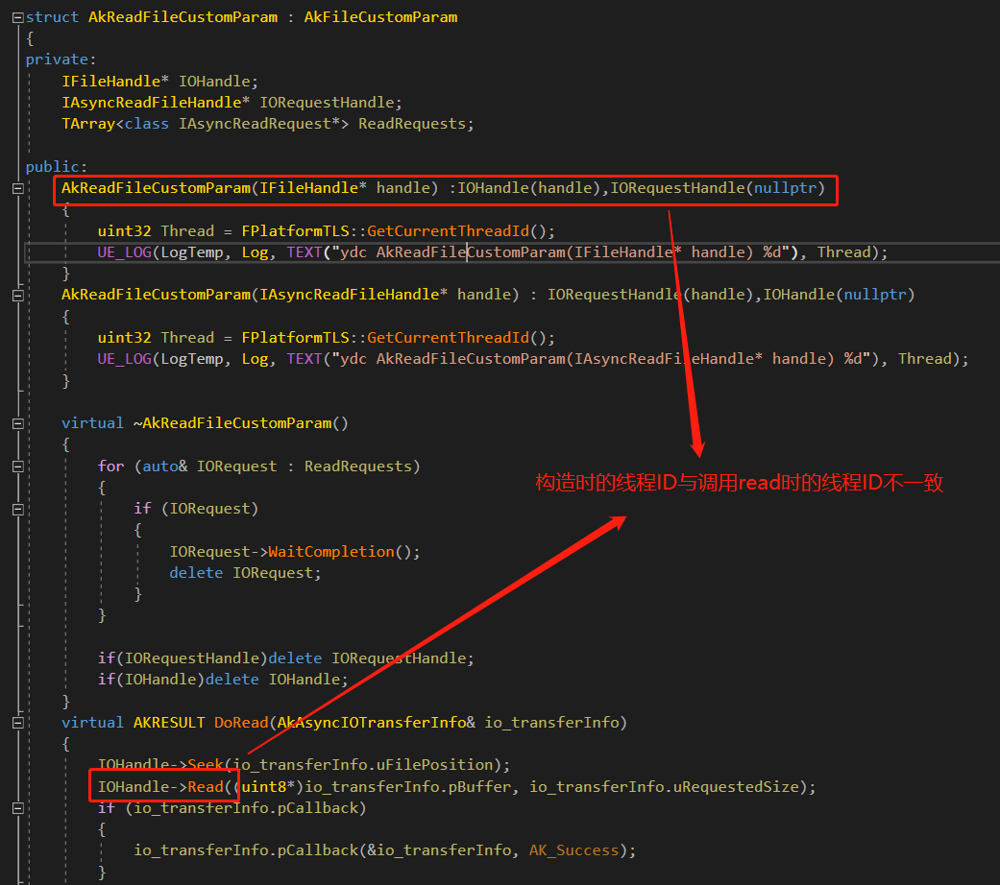 struct AkReadFileCustomParam : AkFileCustomParam
{
private:
IFileHandle* IOHandle;
IAsyncReadFileHandle* IORequestHandle;
TArray<class IAsyncReadRequest*> ReadRequests;
public:
AkReadFileCustomParam(IFileHandle* handle) :IOHandle(handle),IORequestHandle(nullptr)
{
uint32 Thread = FPlatformTLS::GetCurrentThreadId();
UE_LOG(LogTemp, Log, TEXT("ydc AkReadFileCustomParam(IFileHandle* handle) %d"), Thread);
}
AkReadFileCustomParam(IAsyncReadFileHandle* handle) : IORequestHandle(handle),IOHandle(nullptr)
{
uint32 Thread = FPlatformTLS::GetCurrentThreadId();
UE_LOG(LogTemp, Log, TEXT("ydc AkReadFileCustomParam(IAsyncReadFileHandle* handle) %d"), Thread);
}
virtual ~AkReadFileCustomParam()
{
for (auto& IORequest : ReadRequests)
{
构造时的线程ID与调用read时的线程ID不一致
if (IORequest)
{
IORequest->WaitCompletion();
delete IORequest;
}
}
if(IORequestHandle)delete IORequestHandle;
if(IOHandle)delete IOHandle;
}
virtual AKRESULT DoRead(AkAsyncIOTransferInfo& io_transferInfo)
{
IOHandle->Seek(io_transferInfo.uFilePosition);
IOHandle->Read((uint8*)io_transferInfo.pBuffer, io_transferInfo.uRequestedSize);
if (io_transferInfo.pCallback)
{
io_transferInfo.pCallback(&io_transferInfo, AK_Success);
}